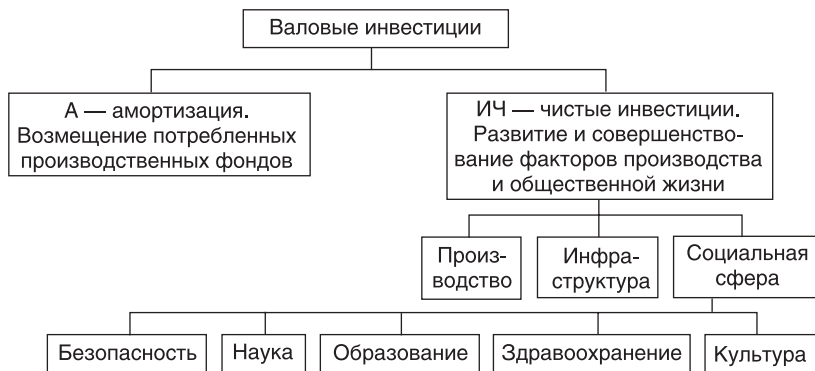 Валовые инвестиции
А — амортизация.
Возмещение потребленных
производственных фондов
ИЧ — чистые инвестиции.
Развитие и совершенство-
вание факторов производства
и общественной жизни
Произ-
водство
Инфра-
структура
Социальная
сфера
Безопасность
Наука
Образование
Здравоохранение
Культура